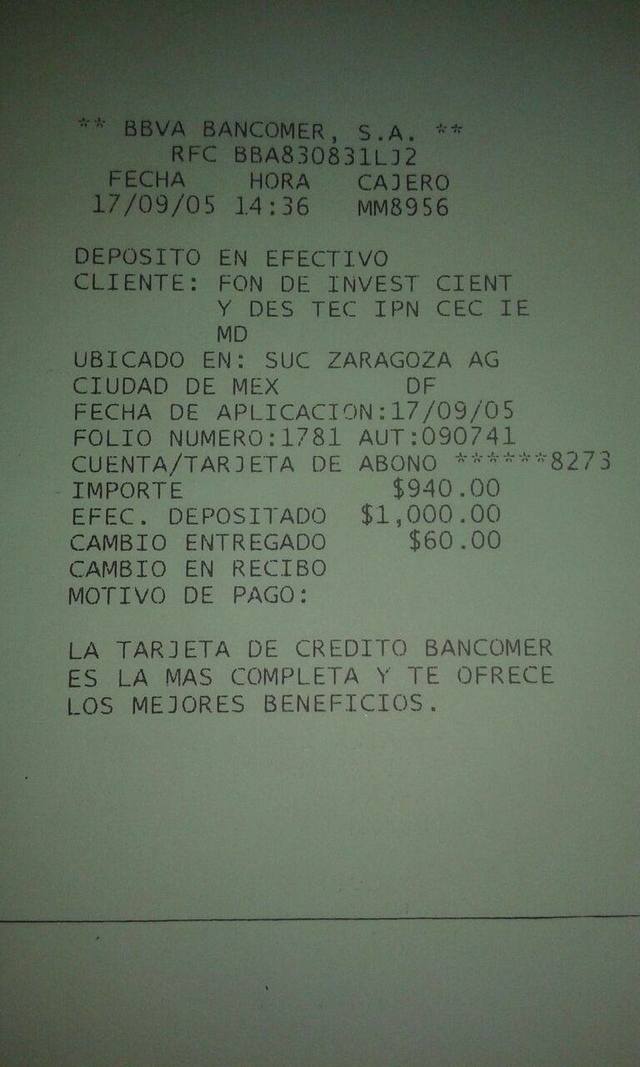 ** BBVA BANCOMER, S.A. **
RFC BBA830831LJ2
FECHA HORA CAJERO
17/09/05 14:36 MM8956
DEPOSITO EN EFECTIVO
CLIENTE: FON DE INVEST CIENT
Y DES TEC IPN CEC IE
MD
UBICADO EN: SUC ZARAGOZA AG
CIUDAD DE MEX DF
FECHA DE APLICACION:17/09/05
FOLIO NUMERO:1781 AUT:090741
CUENTA/TARJETA DE ABONO ******8273
IMPORTE $940.00
EFEC. DEPOSITADO $1,000.00
CAMBIO ENTREGADO $60.00
CAMBIO EN RECIBO
MOTIVO DE PAGO:
LA TARJETA DE CREDITO BANCOMER
ES LA MAS COMPLETA Y TE OFRECE
LOS MEJORES BENEFICIOS.